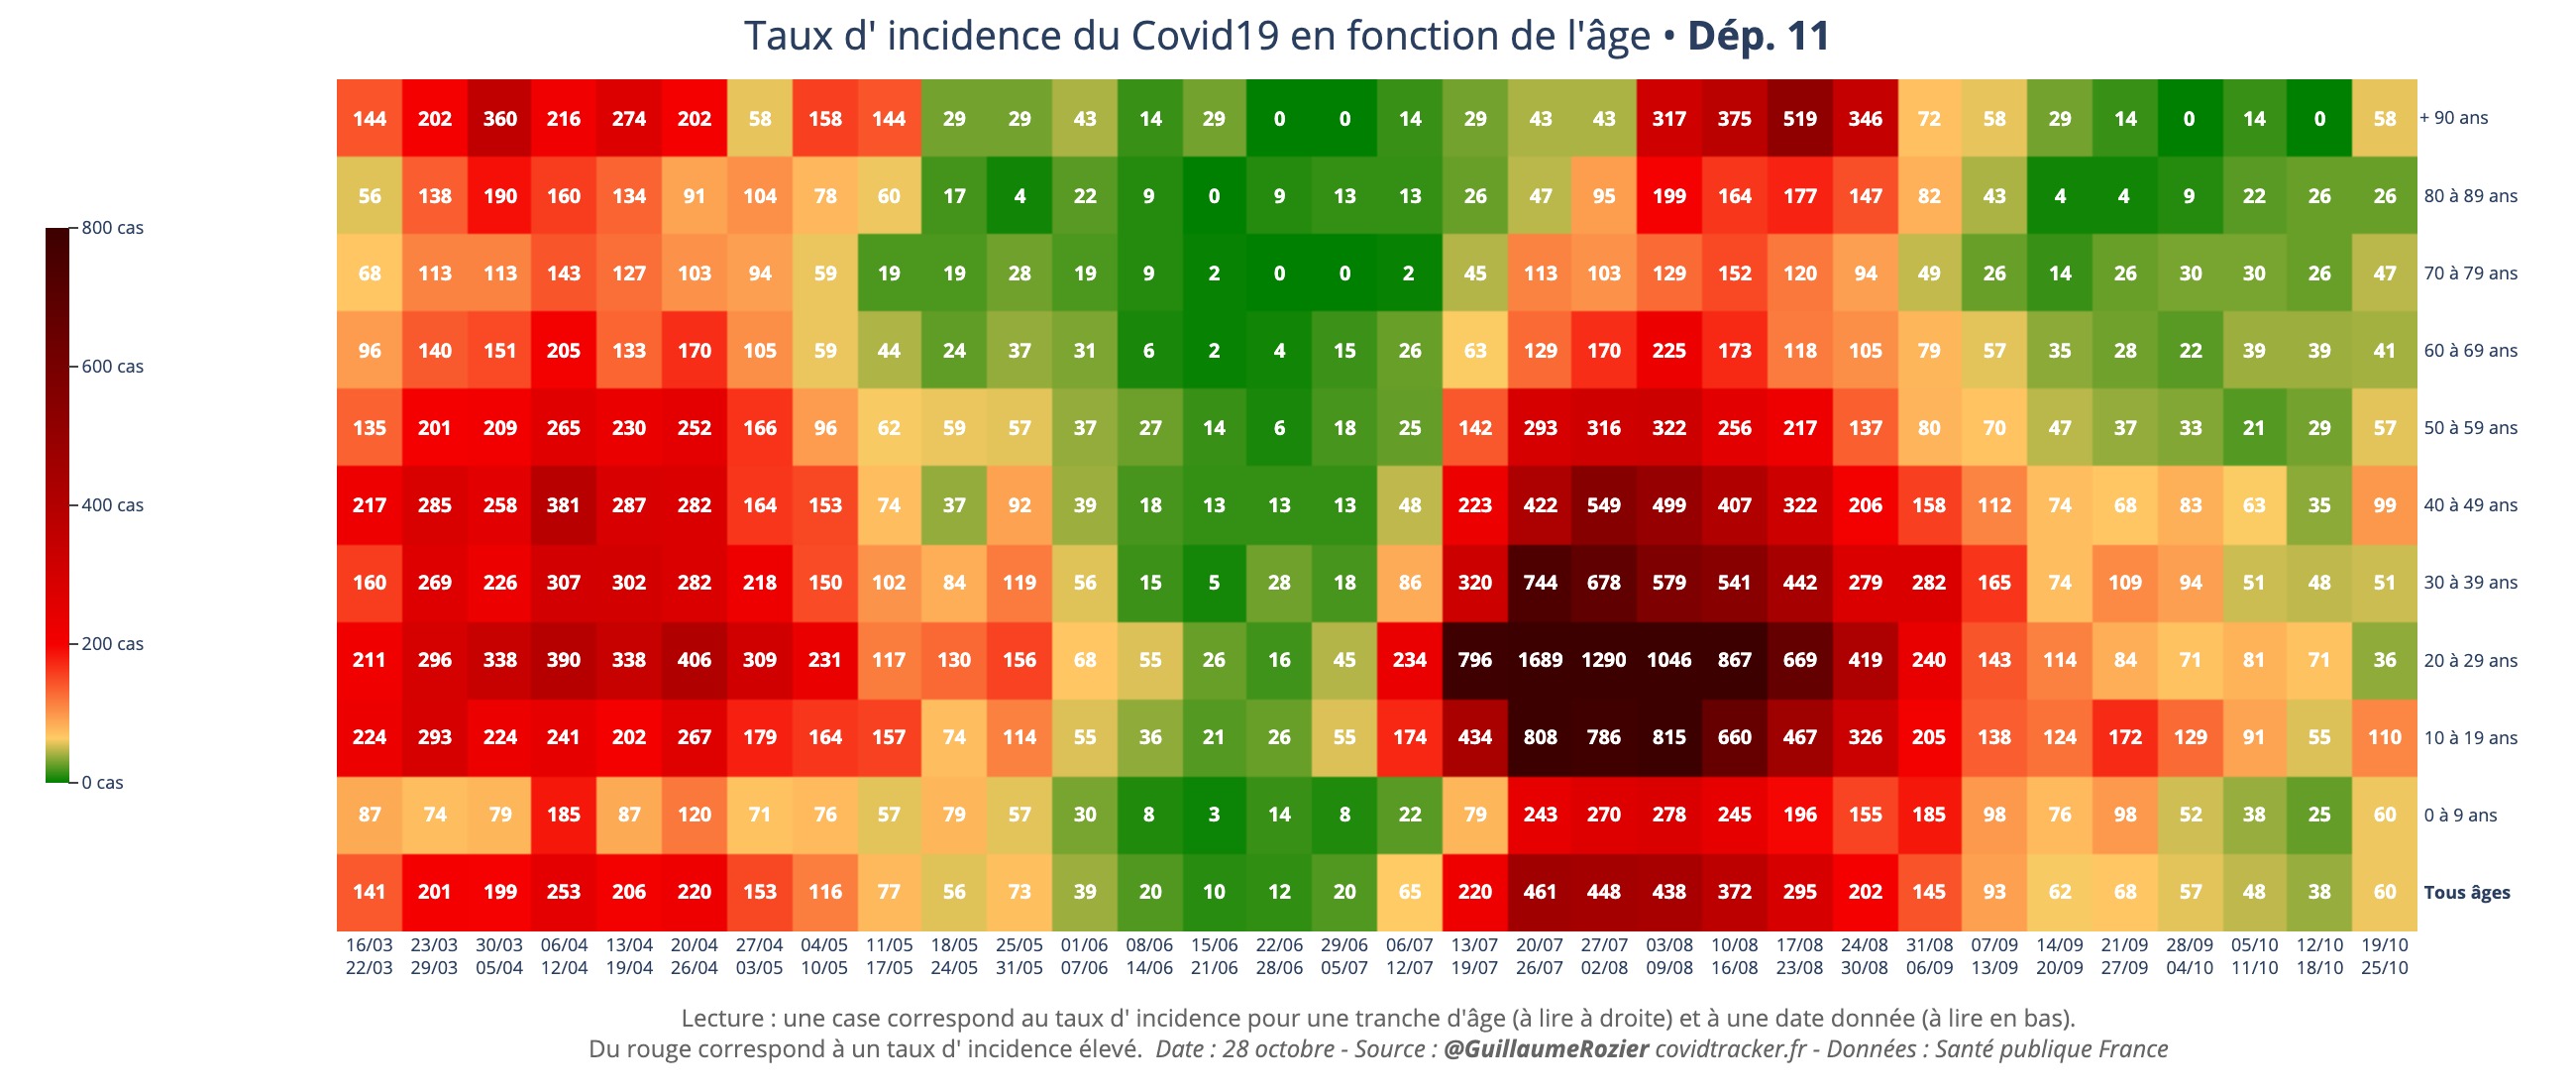 Taux d' incidence du Covid19 en fonction de l'âge • Dép. 11
800 cas
600 cas
400 cas
200 cas
0 cas
144 202 360 216 274 202 58 158 144 29 29 43 14 29 0 0 14 29 43 43 317 375 519 346 72 58 29 14 0 14 0 58 + 90 ans
56 138 190 160 134 91 104 78 60 17 4 22 9 0 9 13 13 26 47 95 199 164 177 147 82 43 4 4 9 22 26 26 80 à 89 ans
68 113 113 143 127 103 94 59 19 19 28 19 9 2 0 0 2 45 113 103 129 152 120 94 49 26 14 26 30 30 26 47 70 à 79 ans
96 140 151 205 133 170 105 59 44 24 37 31 6 2 4 15 26 63 129 170 225 173 118 105 79 57 35 28 22 39 39 41 60 à 69 ans
135 201 209 265 230 252 166 96 62 59 57 37 27 14 6 18 25 142 293 316 322 256 217 137 80 70 47 37 33 21 29 57 50 à 59 ans
217 285 258 381 287 282 164 153 74 37 92 39 18 13 13 13 48 223 422 549 499 407 322 206 158 112 74 68 83 63 35 99 40 à 49 ans
160 269 226 307 302 282 218 150 102 84 119 56 15 5 28 18 86 320 744 678 579 541 442 279 282 165 74 109 94 51 48 51 30 à 39 ans
211 296 338 390 338 406 309 231 117 130 156 68 55 26 16 45 234 796 1689 1290 1046 867 669 419 240 143 114 84 71 81 71 36 20 à 29 ans
224 293 224 241 202 267 179 164 157 74 114 55 36 21 26 55 174 434 808 786 815 660 467 326 205 138 124 172 129 91 55 110 10 à 19 ans
87 74 79 185 87 120 71 76 57 79 57 30 8 3 14 8 22 79 243 270 278 245 196 155 185 98 76 98 52 38 25 60 0 à 9 ans
141 201 199 253 206 220 153 116 77 56 73 39 20 10 12 20 65 220 461 448 438 372 295 202 145 93 62 68 57 48 38 60 Tous âges
16/03 23/03 30/03 06/04 13/04 20/04 27/04 04/05 11/05 18/05 25/05 01/06 08/06 15/06 22/06 29/06 06/07 13/07 20/07 27/07 03/08 10/08 17/08 24/08 31/08 07/09 14/09 21/09 28/09 05/10 12/10 19/10
22/03 29/03 05/04 12/04 19/04 26/04 03/05 10/05 17/05 24/05 31/05 07/06 14/06 21/06 28/06 05/07 12/07 19/07 26/07 02/08 09/08 16/08 23/08 30/08 06/09 13/09 20/09 27/09 04/10 11/10 18/10 25/10
Lecture : une case correspond au taux d' incidence pour une tranche d'âge (à lire à droite) et à une date donnée (à lire en bas).
Du rouge correspond à un taux d' incidence élevé. Date : 28 octobre - Source : @GuillaumeRozier covidtracker.fr - Données : Santé publique France